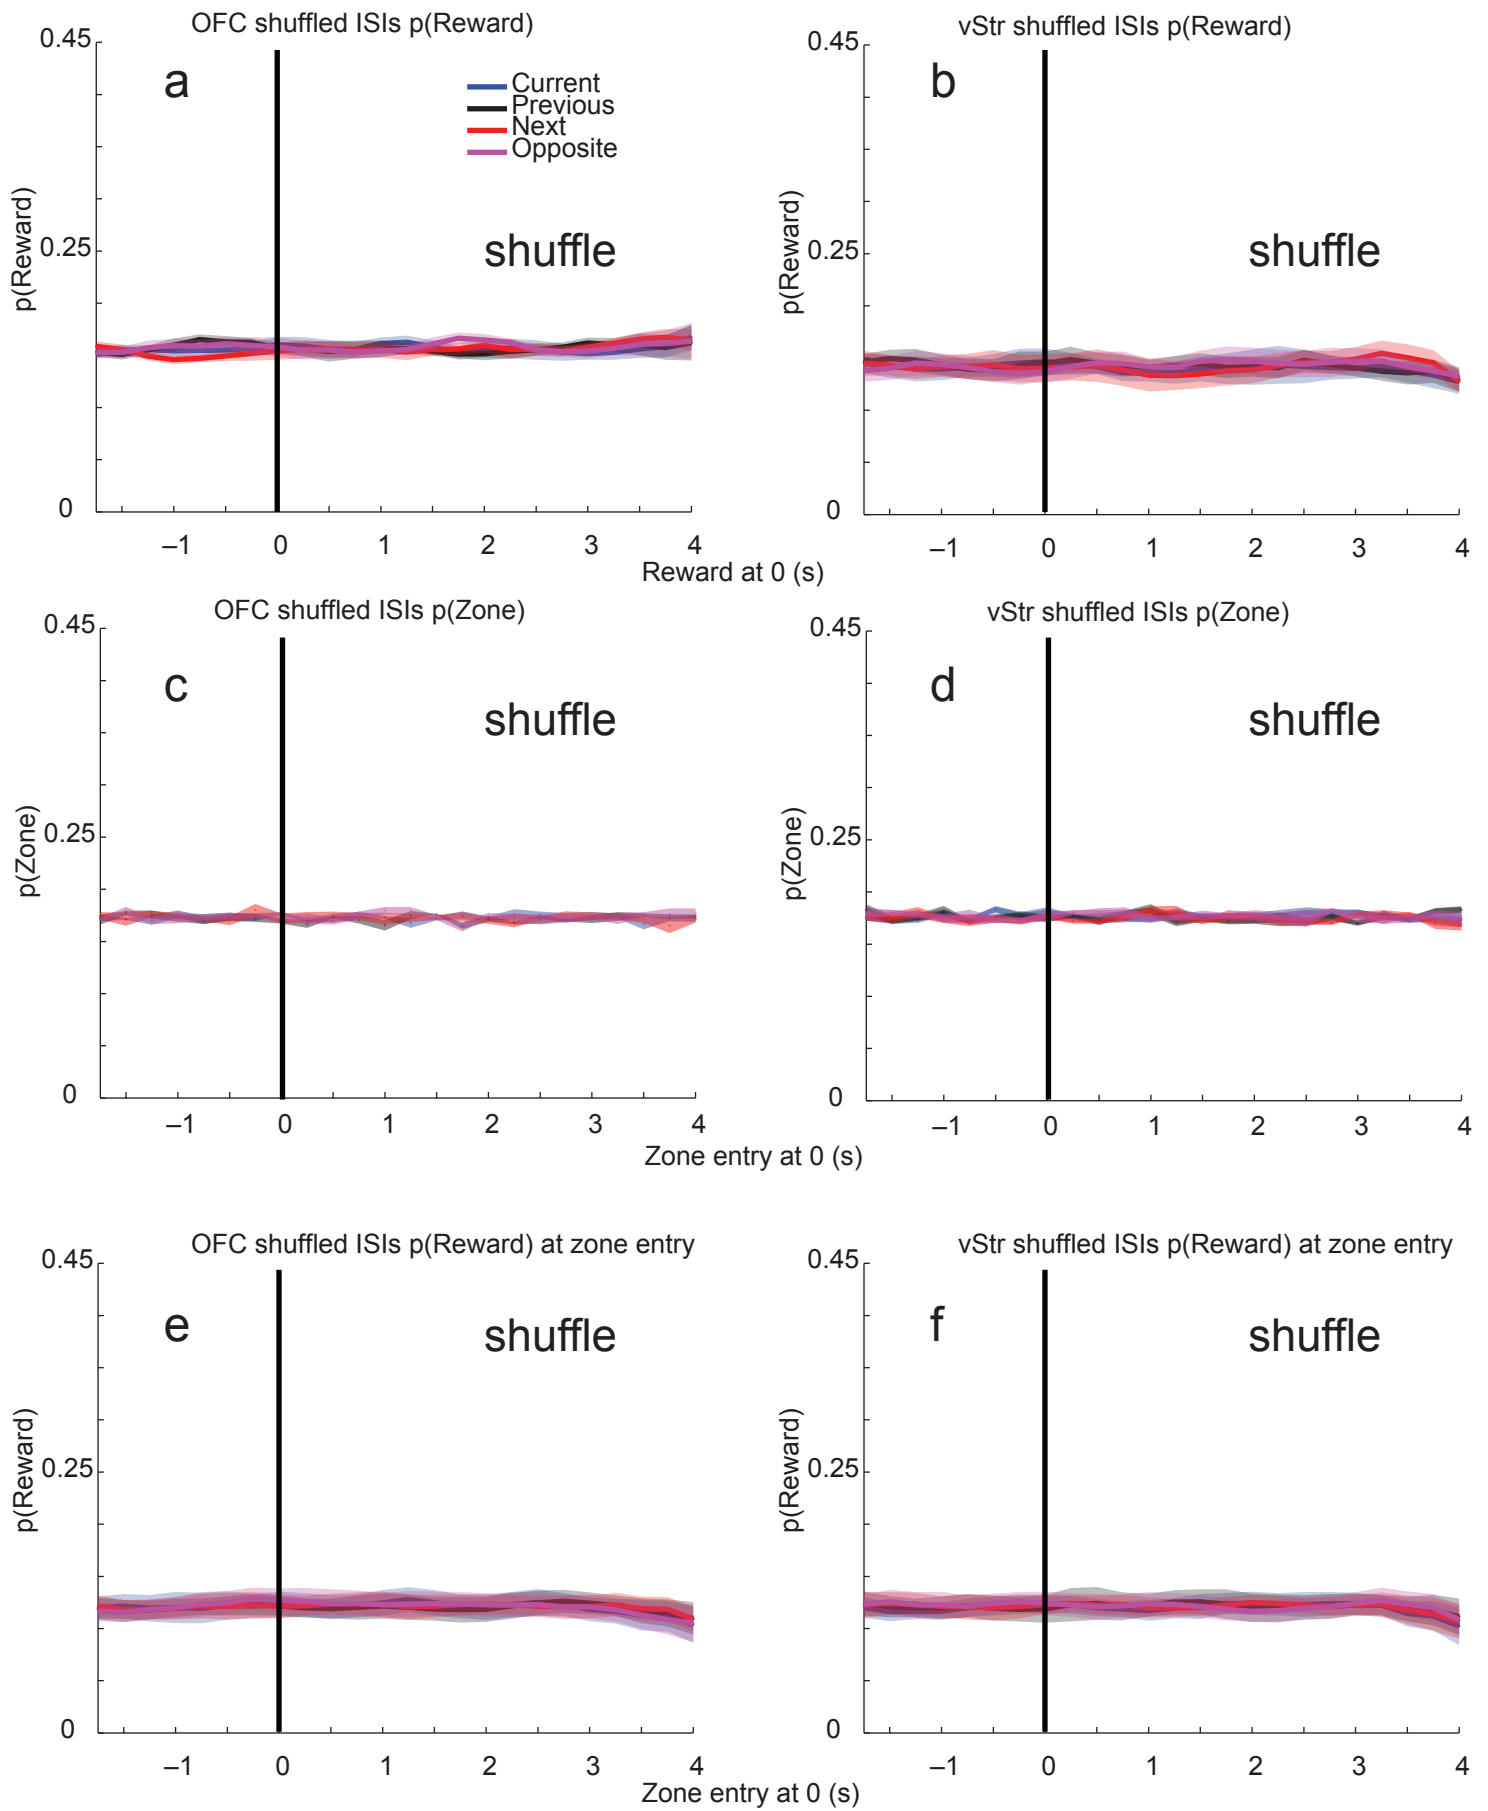 OFC shuffled ISIs p(Reward)
0.45
a
Current
Previous
Next
Opposite
p(Reward)
0.25
shuffle
0
–1 0 1 2 3 4
vStr shuffled ISIs p(Reward)
0.45
b
p(Reward)
0.25
shuffle
0
–1 0 1 2 3 4
Reward at 0 (s)
OFC shuffled ISIs p(Zone)
0.45
c
shuffle
p(Zone)
0.25
0
–1 0 1 2 3 4
vStr shuffled ISIs p(Zone)
0.45
d
shuffle
p(Zone)
0.25
0
–1 0 1 2 3 4
Zone entry at 0 (s)
OFC shuffled ISIs p(Reward) at zone entry
0.45
e
shuffle
p(Reward)
0.25
0
–1 0 1 2 3 4
vStr shuffled ISIs p(Reward) at zone entry
0.45
f
shuffle
p(Reward)
0.25
0
–1 0 1 2 3 4
Zone entry at 0 (s)